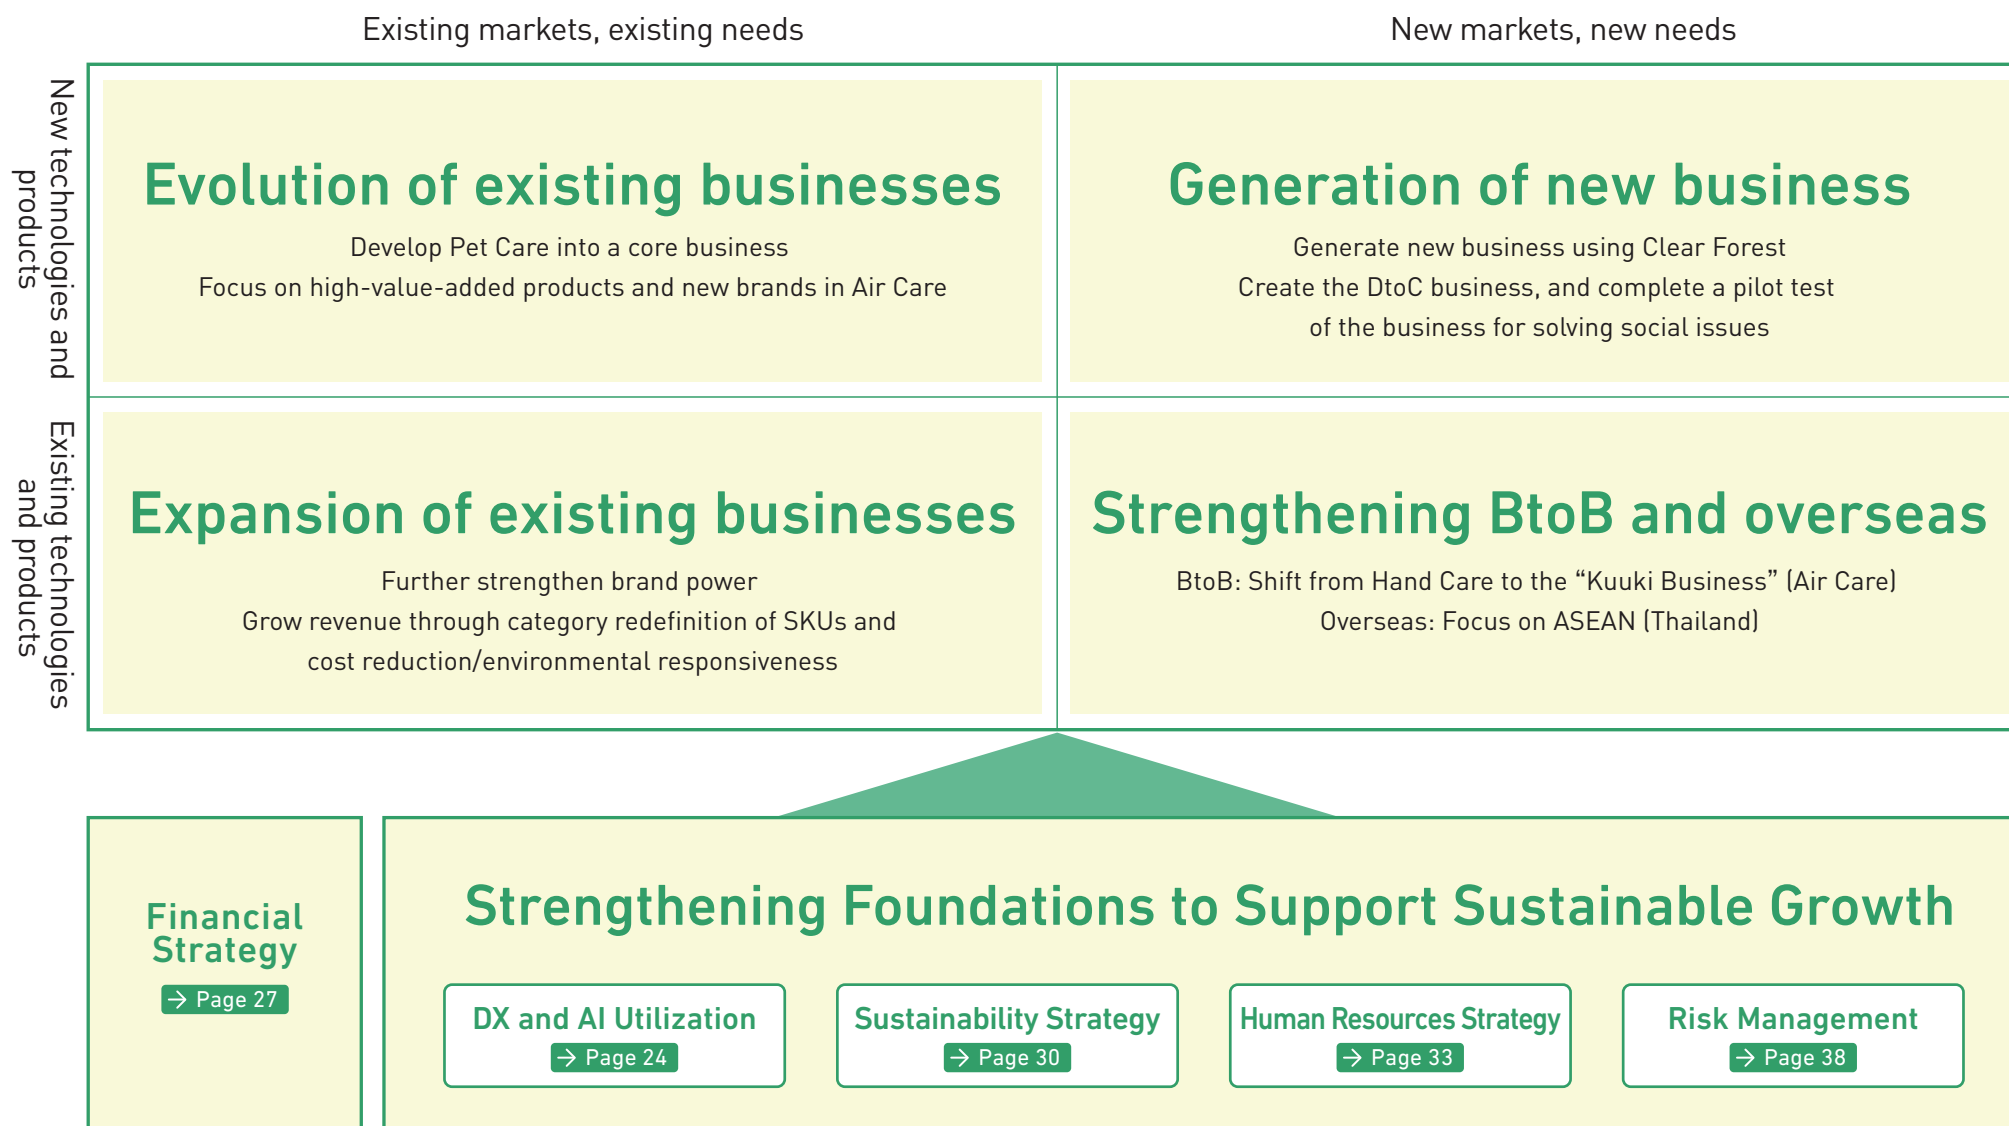 Existing markets, existing needs
New markets, new needs
New technologies and
products
Evolution of existing businesses
Develop Pet Care into a core business
Focus on high-value-added products and new brands in Air Care
Generation of new business
Generate new business using Clear Forest
Create the DtoC business, and complete a pilot test
of the business for solving social issues
Existing technologies
and products
Expansion of existing businesses
Further strengthen brand power
Grow revenue through category redefinition of SKUs and
cost reduction/environmental responsiveness
Strengthening BtoB and overseas
BtoB: Shift from Hand Care to the “Kuuki Business” (Air Care)
Overseas: Focus on ASEAN (Thailand)
Financial
Strategy
→ Page 27
Strengthening Foundations to Support Sustainable Growth
DX and AI Utilization
→ Page 24
Sustainability Strategy
→ Page 30
Human Resources Strategy
→ Page 33
Risk Management
→ Page 38